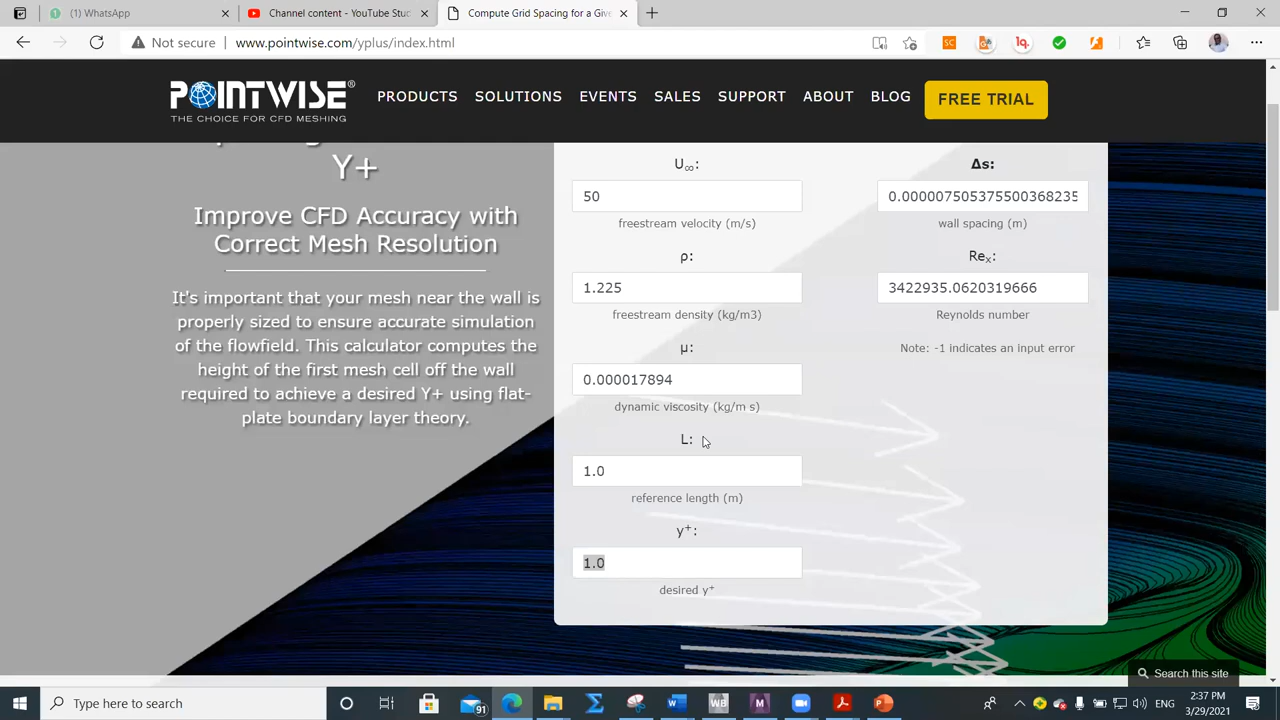 (1) WhatsApp
Channel content - YouTube Stud
Compute Grid Spacing for a Give
Not secure
www.pointwise.com/yplus/index.html
POINTWISE®
THE CHOICE FOR CFD MESHING
PRODUCTS
SOLUTIONS
EVENTS
SALES
SUPPORT
ABOUT
BLOG
FREE TRIAL
Y+
Improve CFD Accuracy with
Correct Mesh Resolution
It's important that your mesh near the wall is
properly sized to ensure accurate simulation
of the flowfield. This calculator computes the
height of the first mesh cell off the wall
required to achieve a desired Y+ using flat-
plate boundary layer theory.
U∞:
50
freestream velocity (m/s)
ρ:
1.225
freestream density (kg/m3)
μ:
0.000017894
dynamic viscosity (kg/m s)
L:
1.0
reference length (m)
y+:
1.0
desired y+
Δs:
0.000007505375500368235
wall spacing (m)
Rex:
3422935.0620319666
Reynolds number
Note: -1 indicates an input error
Search this site
Type here to search
91
ENG
2:37 PM
3/29/2021